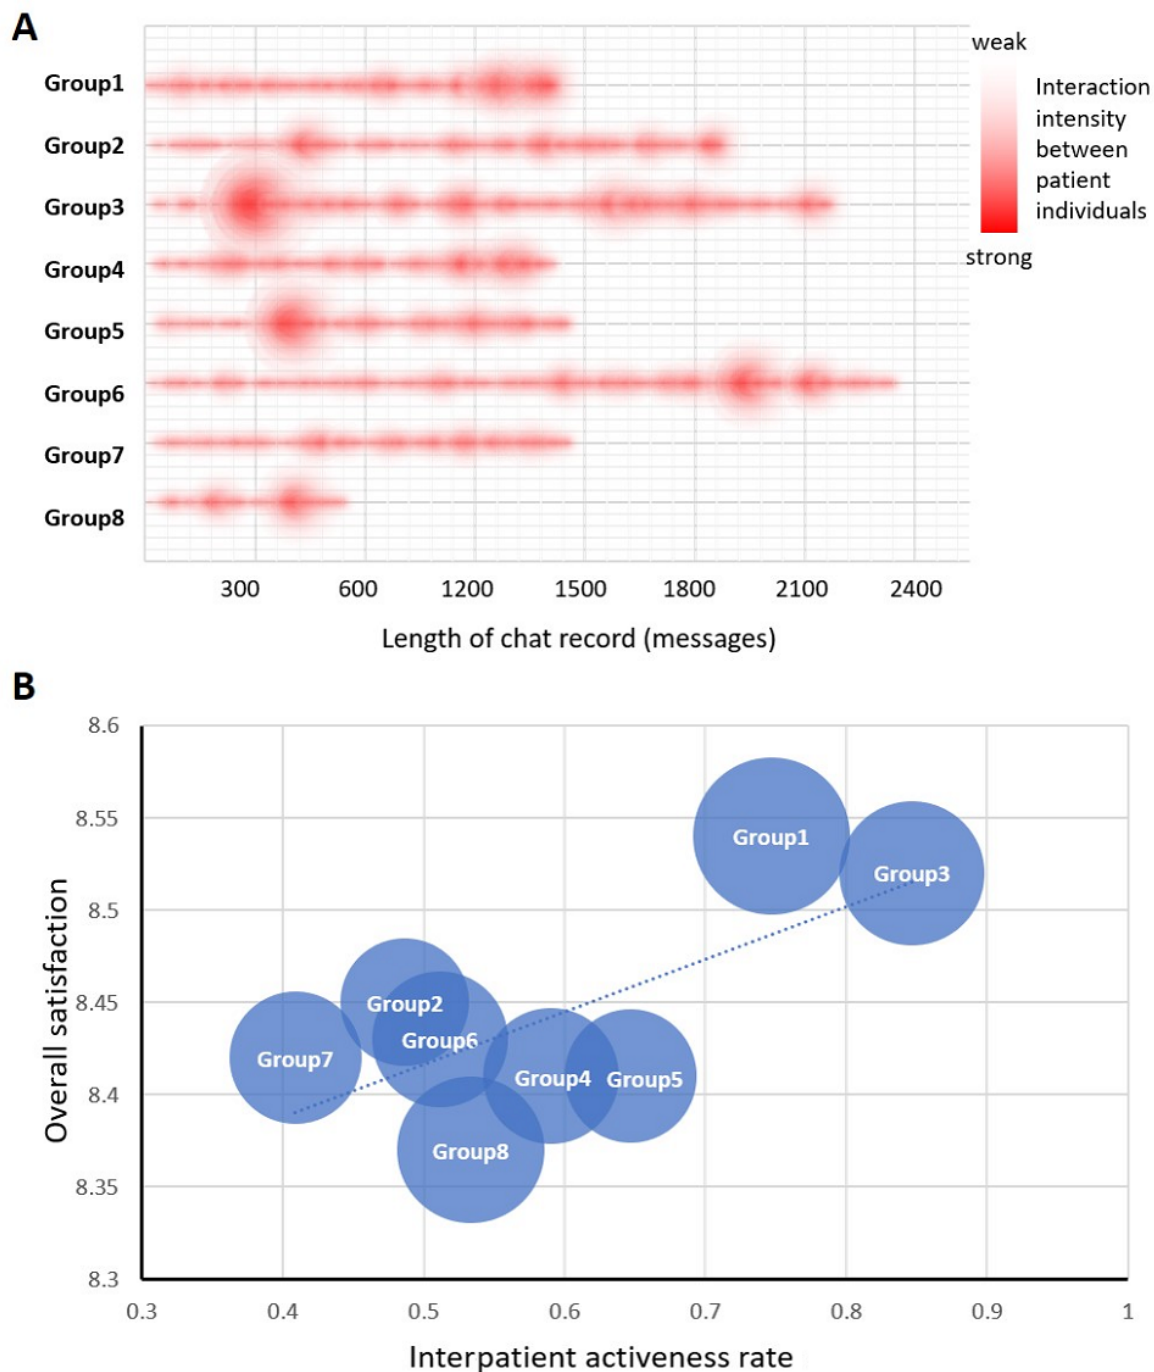 A
Group1
Group2
Group3
Group4
Group5
Group6
Group7
Group8
300 600 1200 1500 1800 2100 2400
Length of chat record (messages)
weak
Interaction
intensity
between
patient
individuals
strong
B
Overall satisfaction
8.6
8.55
8.5
8.45
8.4
8.35
8.3
Group1
Group3
Group2
Group6
Group7
Group4
Group5
Group8
0.3 0.4 0.5 0.6 0.7 0.8 0.9 1
Interpatient activeness rate